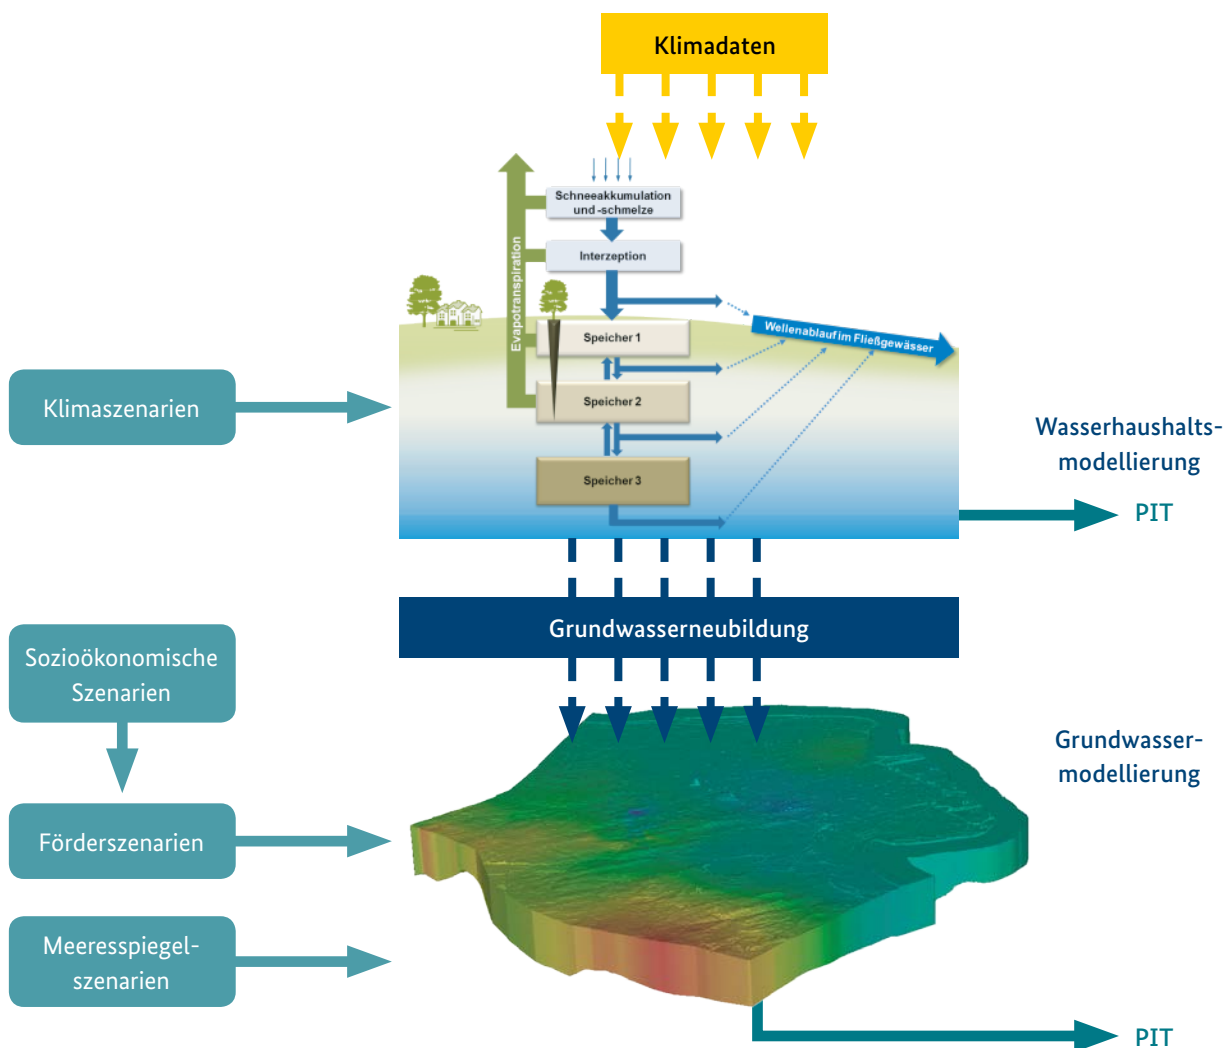 Klimadaten
Schneeakkumulation
und -schmelze
Interzeption
Evapotranspiration
Speicher 1
Wellenablauf im Fließgewässer
Speicher 2
Speicher 3
Klimaszenarien
Wasserhaushalts-
modellierung
PIT
Grundwasserneubildung
Sozioökonomische
Szenarien
Grundwasser-
modellierung
Förderszenarien
Meeresspiegel-
szenarien
PIT